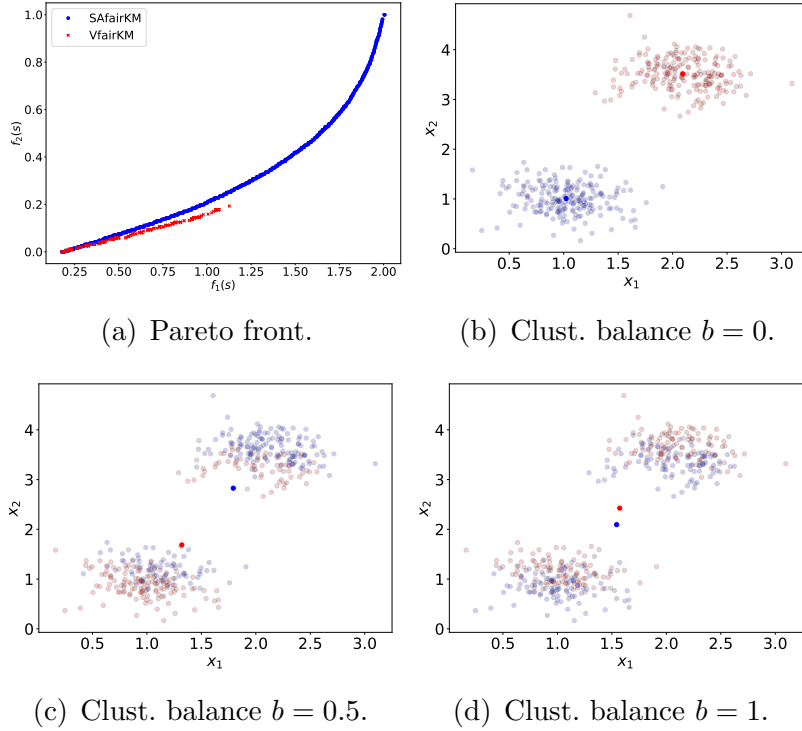 SAfairKM
VfairKM
1.0
0.8
0.6
0.4
0.2
0.0
f₂(s)
0.25 0.50 0.75 1.00 1.25 1.50 1.75 2.00
f₁(s)
(a) Pareto front.
4
3
2
1
0
x₂
0.5 1.0 1.5 2.0 2.5 3.0
x₁
(b) Clust. balance b = 0.
4
3
2
1
0
x₂
0.5 1.0 1.5 2.0 2.5 3.0
x₁
(c) Clust. balance b = 0.5.
4
3
2
1
0
x₂
0.5 1.0 1.5 2.0 2.5 3.0
x₁
(d) Clust. balance b = 1.